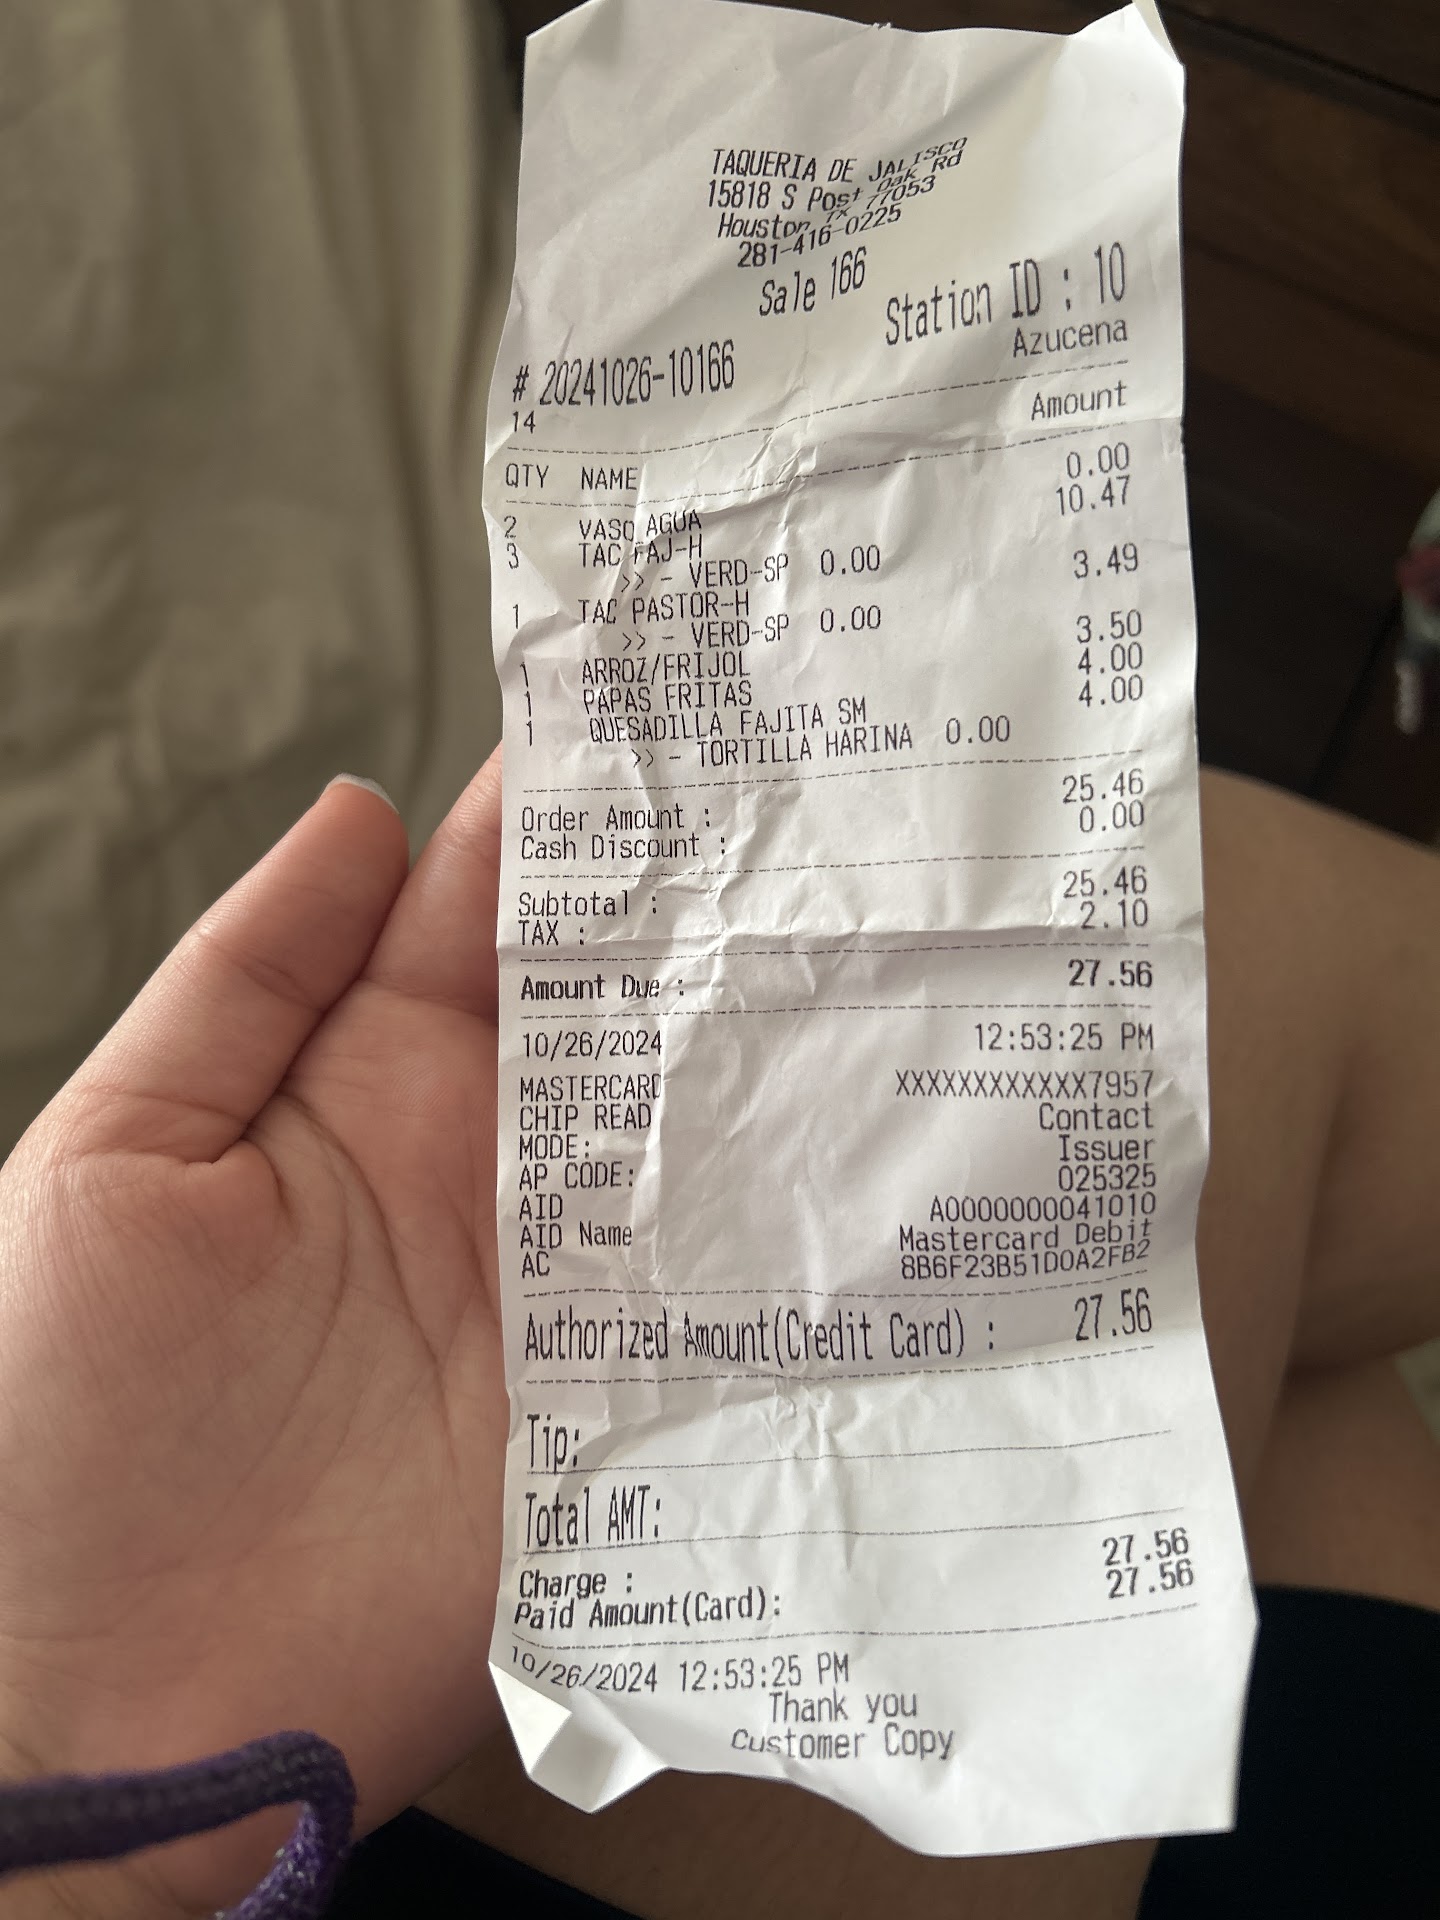 TAQUERIA DE JALISCO
15818 S Post Oak Rd
Houston, TX 77053
281-416-0225
Sale 166
Station ID : 10
# 20241026-10166 Azucena
14
QTY NAME Amount
2 VASO AGUA 0.00
3 TAC FAJ-H 10.47
>> - VERD-SP 0.00
1 TAC PASTOR-H 3.49
>> - VERD-SP 0.00
1 ARROZ/FRIJOL 3.50
1 PAPAS FRITAS 4.00
1 QUESADILLA FAJITA SM 4.00
>> - TORTILLA HARINA 0.00
Order Amount : 25.46
Cash Discount : 0.00
Subtotal : 25.46
TAX : 2.10
Amount Due : 27.56
10/26/2024 12:53:25 PM
MASTERCARD XXXXXXXXXXXX7957
CHIP READ Contact
MODE: Issuer
AP CODE: 025325
AID A0000000041010
AID Name Mastercard Debit
AC 8B6F23B51D0A2FB2
Authorized Amount(Credit Card) : 27.56
Tip:
Total AMT:
Charge : 27.56
Paid Amount(Card): 27.56
10/26/2024 12:53:25 PM
Thank you
Customer Copy